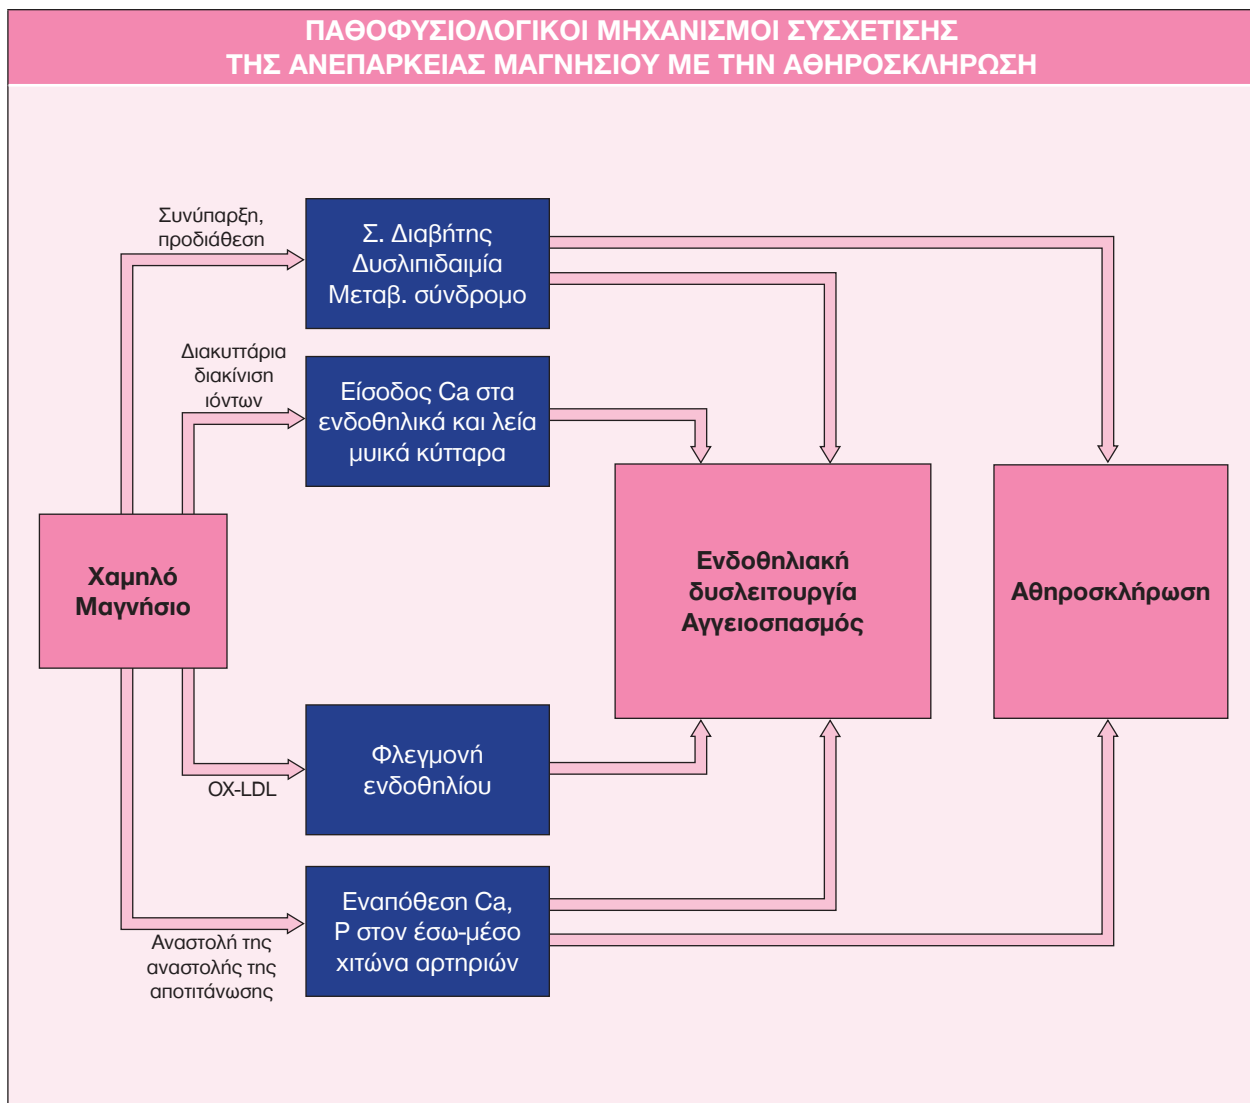 ΠΑΘΟΦΥΣΙΟΛΟΓΙΚΟΙ ΜΗΧΑΝΙΣΜΟΙ ΣΥΣΧΕΤΙΣΗΣ
ΤΗΣ ΑΝΕΠΑΡΚΕΙΑΣ ΜΑΓΝΗΣΙΟΥ ΜΕ ΤΗΝ ΑΘΗΡΟΣΚΛΗΡΩΣΗ
Συνύπαρξη,
προδιάθεση
Σ. Διαβήτης
Δυσλιπιδαιμία
Μεταβ. σύνδρομο
Διακυττάρια
διακίνιση
ιόντων
Είσοδος Ca στα
ενδοθηλικά και λεία
μυικά κύτταρα
Χαμηλό
Μαγνήσιο
Ενδοθηλιακή
δυσλειτουργία
Αγγειοσπασμός
Αθηροσκλήρωση
OX-LDL
Φλεγμονή
ενδοθηλίου
Αναστολή της
αναστολής της
αποτιτάνωσης
Εναπόθεση Ca,
P στον έσω-μέσο
χιτώνα αρτηριών